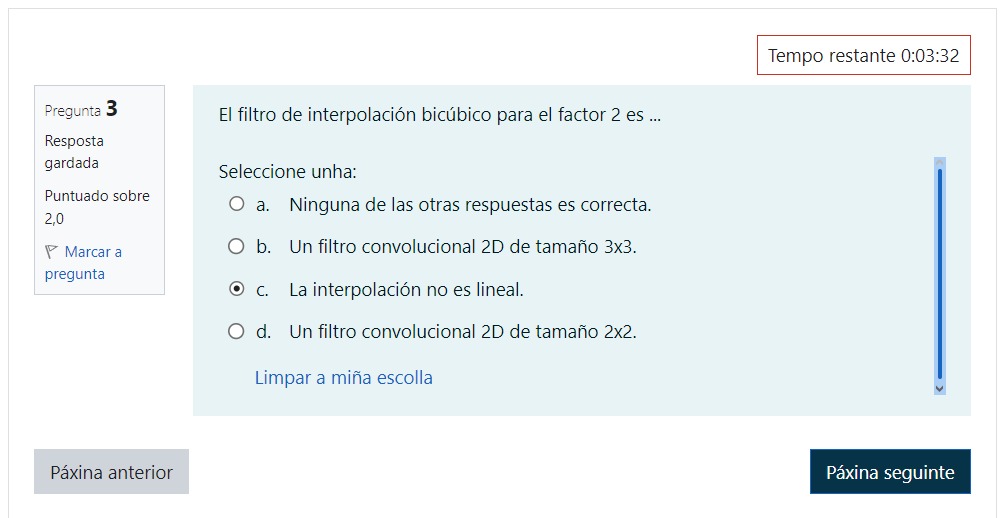 Tempo restante 0:03:32
Pregunta 3
Resposta
gardada
Puntuado sobre
2,0
Marcar a
pregunta
El filtro de interpolación bicúbico para el factor 2 es ...
Seleccione unha:
a. Ninguna de las otras respuestas es correcta.
b. Un filtro convolucional 2D de tamaño 3x3.
c. La interpolación no es lineal.
d. Un filtro convolucional 2D de tamaño 2x2.
Limpar a miña escolla
Páxina anterior
Páxina seguinte